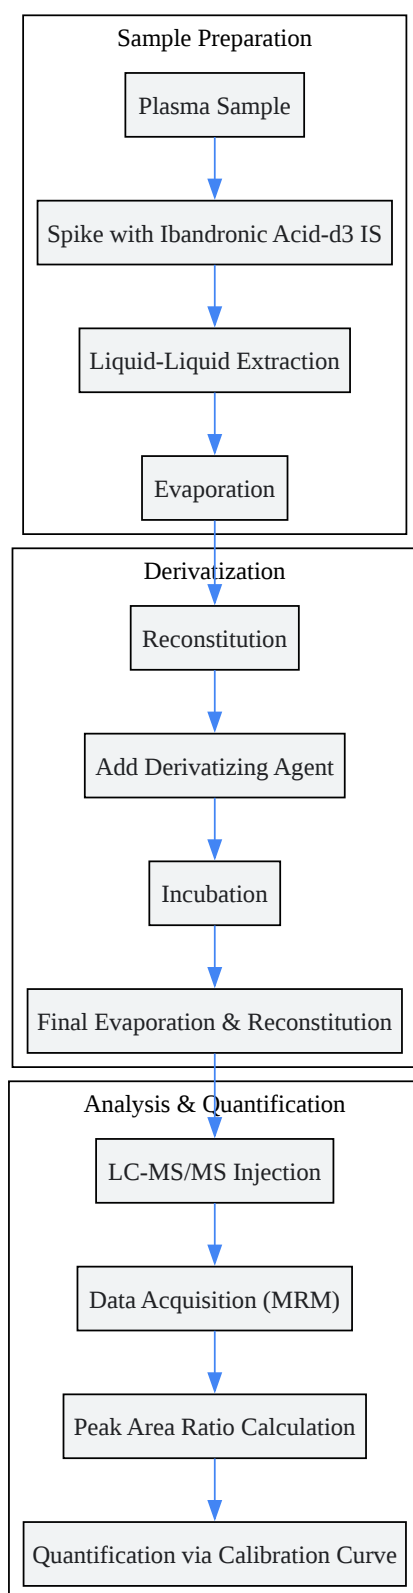 Sample Preparation
Plasma Sample
Spike with Ibandronic Acid-d3 IS
Liquid-Liquid Extraction
Evaporation
Derivatization
Reconstitution
Add Derivatizing Agent
Incubation
Final Evaporation & Reconstitution
Analysis & Quantification
LC-MS/MS Injection
Data Acquisition (MRM)
Peak Area Ratio Calculation
Quantification via Calibration Curve